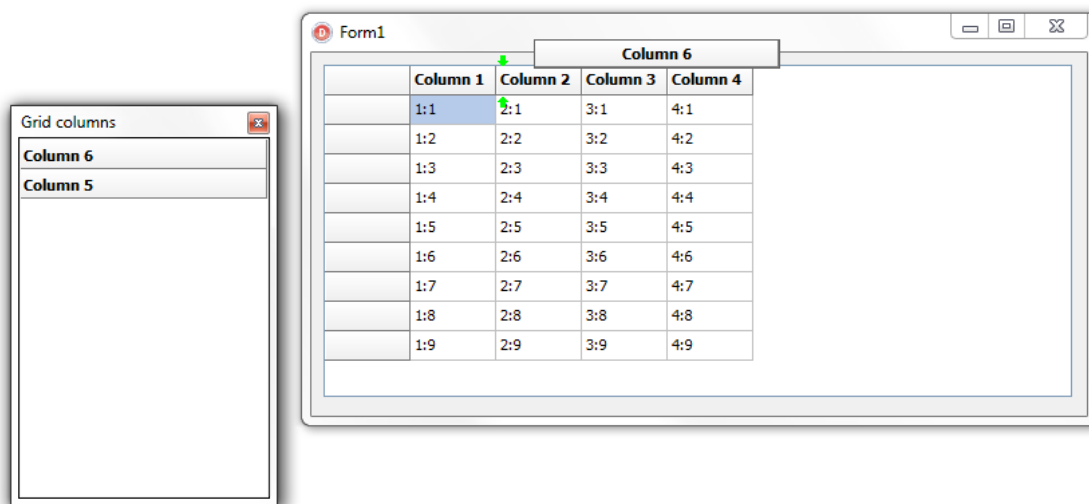 Form1
Column 6
Column 1 Column 2 Column 3 Column 4
1:1 2:1 3:1 4:1
1:2 2:2 3:2 4:2
1:3 2:3 3:3 4:3
1:4 2:4 3:4 4:4
1:5 2:5 3:5 4:5
1:6 2:6 3:6 4:6
1:7 2:7 3:7 4:7
1:8 2:8 3:8 4:8
1:9 2:9 3:9 4:9
Grid columns
Column 6
Column 5